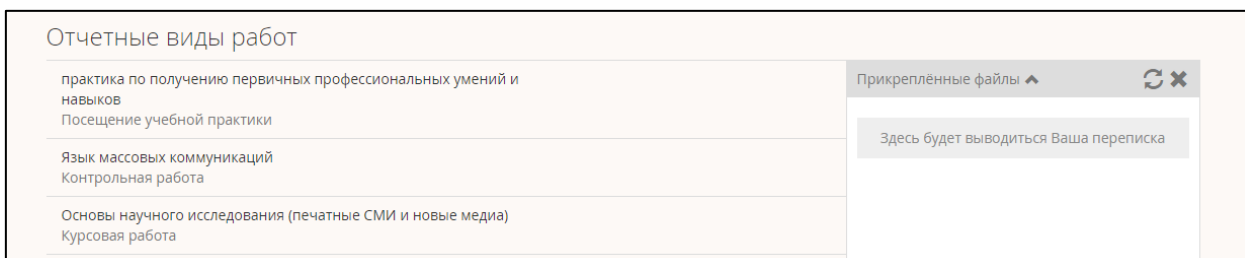 Отчетные виды работ
практика по получению первичных профессиональных умений и
навыков
Посещение учебной практики
Язык массовых коммуникаций
Контрольная работа
Основы научного исследования (печатные СМИ и новые медиа)
Курсовая работа
Прикреплённые файлы
Здесь будет выводиться Ваша переписка